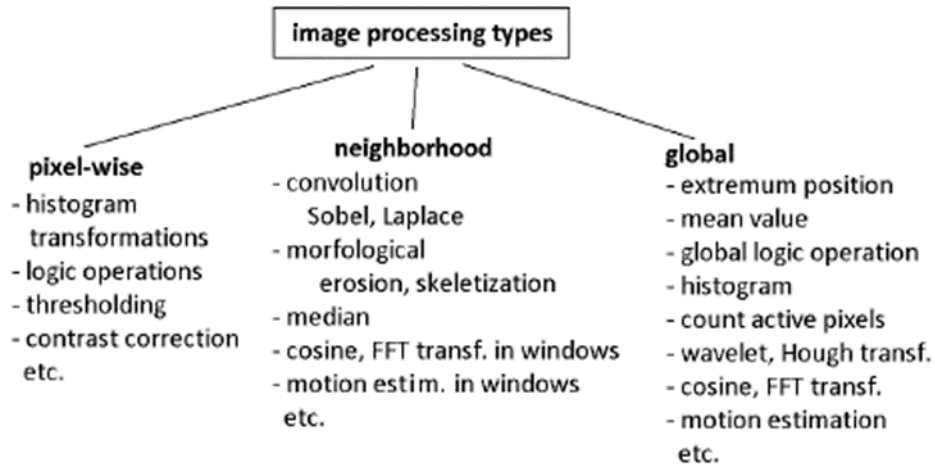 image processing types
pixel-wise
- histogram
transformations
- logic operations
- thresholding
- contrast correction
etc.
neighborhood
- convolution
Sobel, Laplace
- morfological
erosion, skeletization
- median
- cosine, FFT transf. in windows
- motion estim. in windows
etc.
global
- extremum position
- mean value
- global logic operation
- histogram
- count active pixels
- wavelet, Hough transf.
- cosine, FFT transf.
- motion estimation
etc.